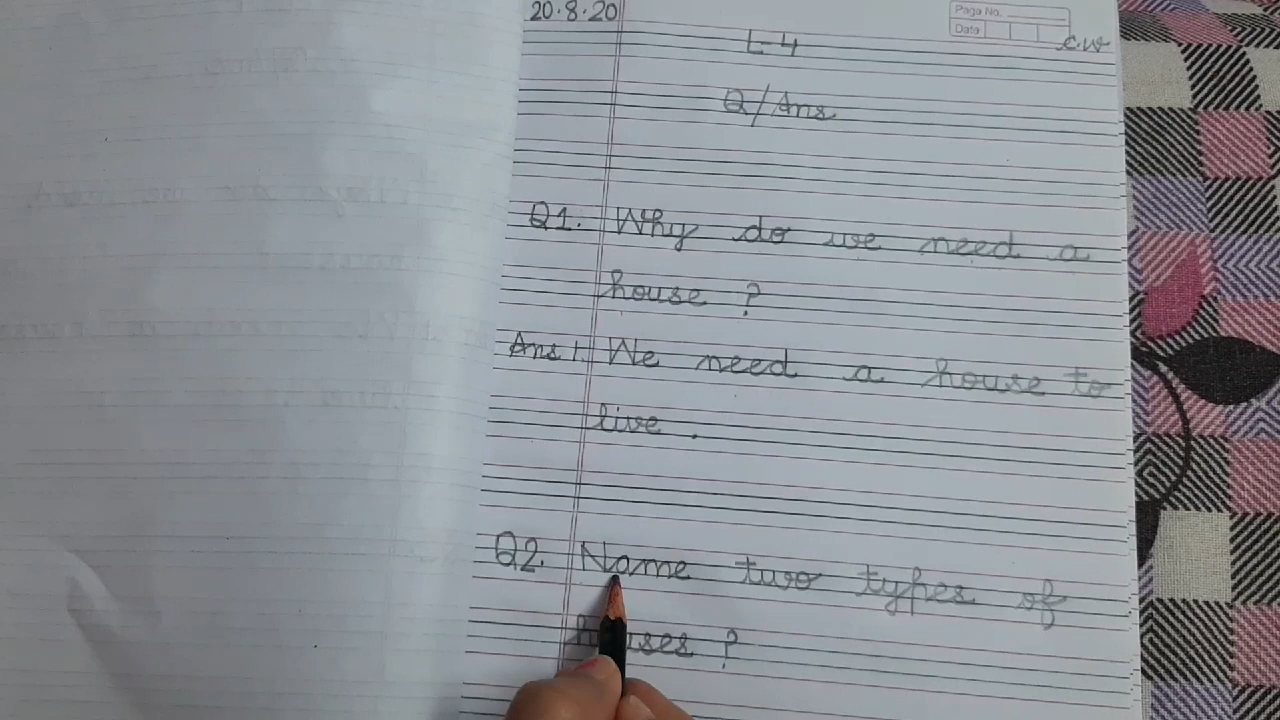 20.8.20
Page No.
Date
C.W
L-4
Q/Ans
Q1. Why do we need a
house ?
Ans 1. We need a house to
live .
Q2. Name two types of
houses ?